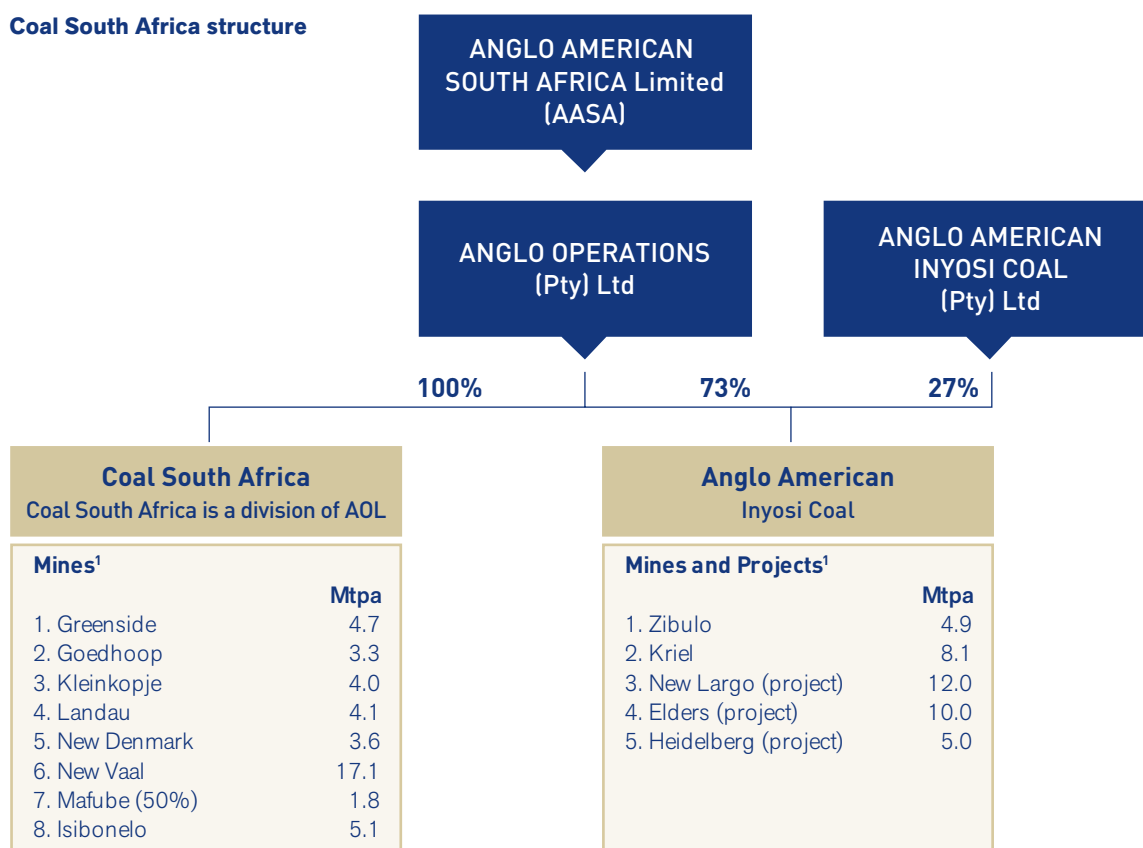 Coal South Africa structure
ANGLO AMERICAN
SOUTH AFRICA Limited
(AASA)
ANGLO OPERATIONS
(Pty) Ltd
ANGLO AMERICAN
INYOSI COAL
(Pty) Ltd
100%
73%
27%
Coal South Africa
Coal South Africa is a division of AOL
Mines¹
Mtpa
1. Greenside 4.7
2. Goedhoop 3.3
3. Kleinkopje 4.0
4. Landau 4.1
5. New Denmark 3.6
6. New Vaal 17.1
7. Mafube (50%) 1.8
8. Isibonelo 5.1
Anglo American
Inyosi Coal
Mines and Projects¹
Mtpa
1. Zibulo 4.9
2. Kriel 8.1
3. New Largo (project) 12.0
4. Elders (project) 10.0
5. Heidelberg (project) 5.0